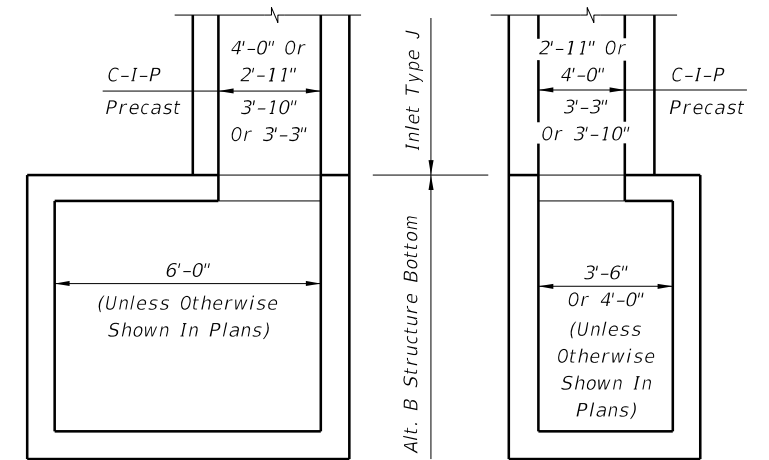 4'-0" Or
2'-11"
C-I-P
Precast
3'-10"
Or 3'-3"
6'-0"
(Unless Otherwise
Shown In Plans)
Inlet Type J
Alt. B Structure Bottom
2'-11" Or
4'-0"
C-I-P
Precast
3'-3"
Or 3'-10"
3'-6"
Or 4'-0"
(Unless
Otherwise
Shown In
Plans)